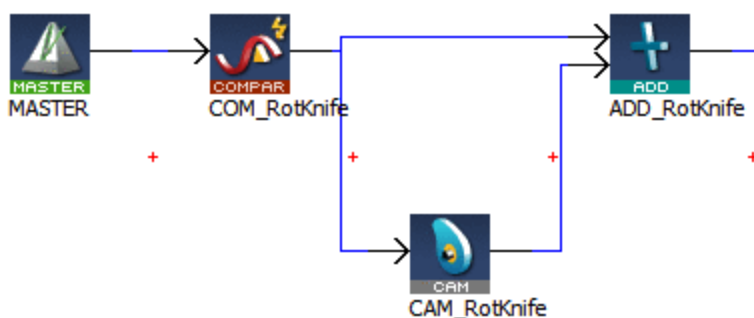 MASTER
MASTER
COMPAR
COM_RotKnife
ADD
ADD_RotKnife
CAM
CAM_RotKnife